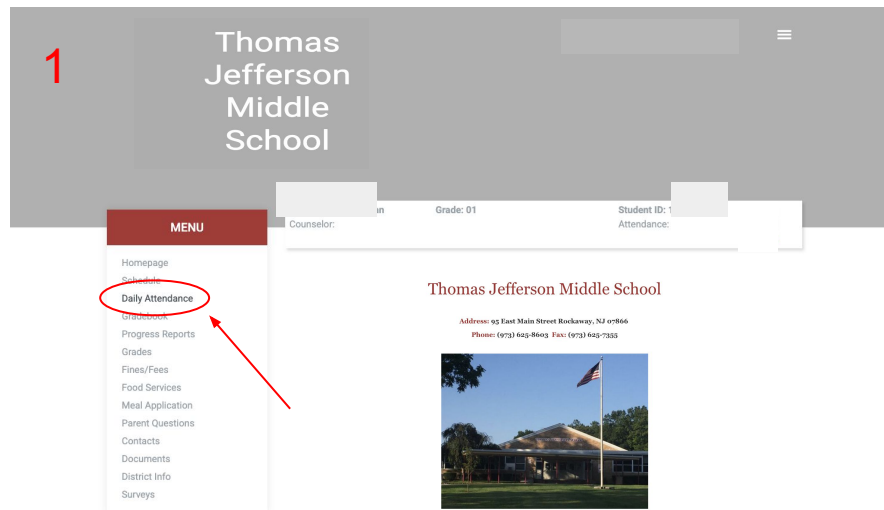 1
Thomas
Jefferson
Middle
School
Grade: 01 Student ID:
Counselor: Attendance:
MENU
Homepage
Schedule
Daily Attendance
Gradebook
Progress Reports
Grades
Fines/Fees
Food Services
Meal Application
Parent Questions
Contacts
Documents
District Info
Surveys
Thomas Jefferson Middle School
Address: 95 East Main Street Rockaway, NJ 07866
Phone: (973) 625-8603 Fax: (973) 625-7355